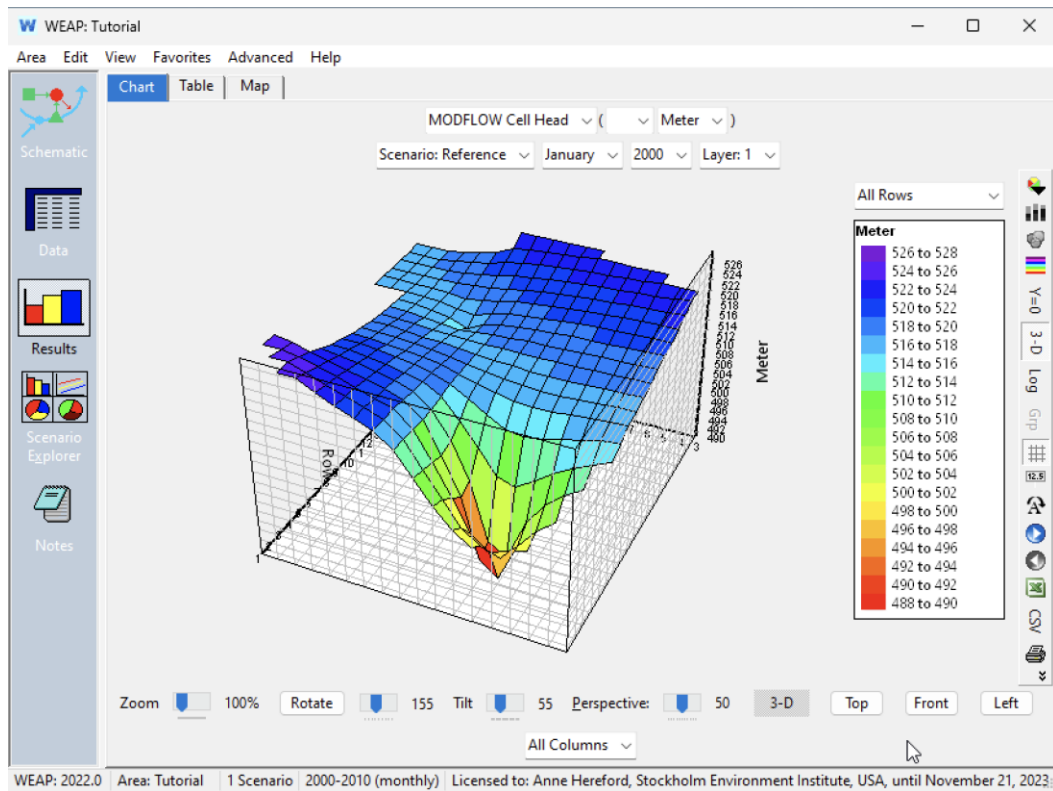 WEAP: Tutorial
Area Edit View Favorites Advanced Help
Chart Table Map
MODFLOW Cell Head ( Meter )
Scenario: Reference January 2000 Layer: 1
Schematic
Data
Results
Scenario Explorer
Notes
All Rows
Meter
526 to 528
524 to 526
522 to 524
520 to 522
518 to 520
516 to 518
514 to 516
512 to 514
510 to 512
508 to 510
506 to 508
504 to 506
502 to 504
500 to 502
498 to 500
496 to 498
494 to 496
492 to 494
490 to 492
488 to 490
526
524
522
520
518
516
514
512
510
508
506
504
502
500
498
496
494
492
490
Meter
Row
1
3
Y=0
3-D
Log
Grp
12.5
CSV
Zoom 100% Rotate 155 Tilt 55 Perspective: 50 3-D Top Front Left
All Columns
WEAP: 2022.0 Area: Tutorial 1 Scenario 2000-2010 (monthly) Licensed to: Anne Hereford, Stockholm Environment Institute, USA, until November 21, 2023